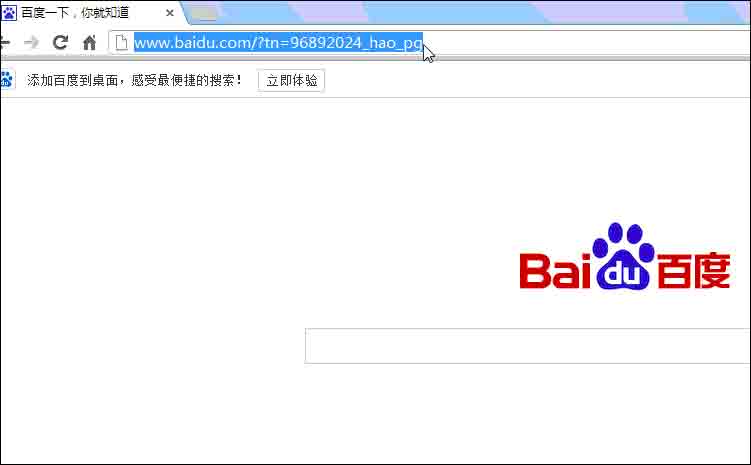 百度一下，你就知道
www.baidu.com/?tn=96892024_hao_pg
添加百度到桌面，感受最便捷的搜索！ 立即体验
Bai du 百度